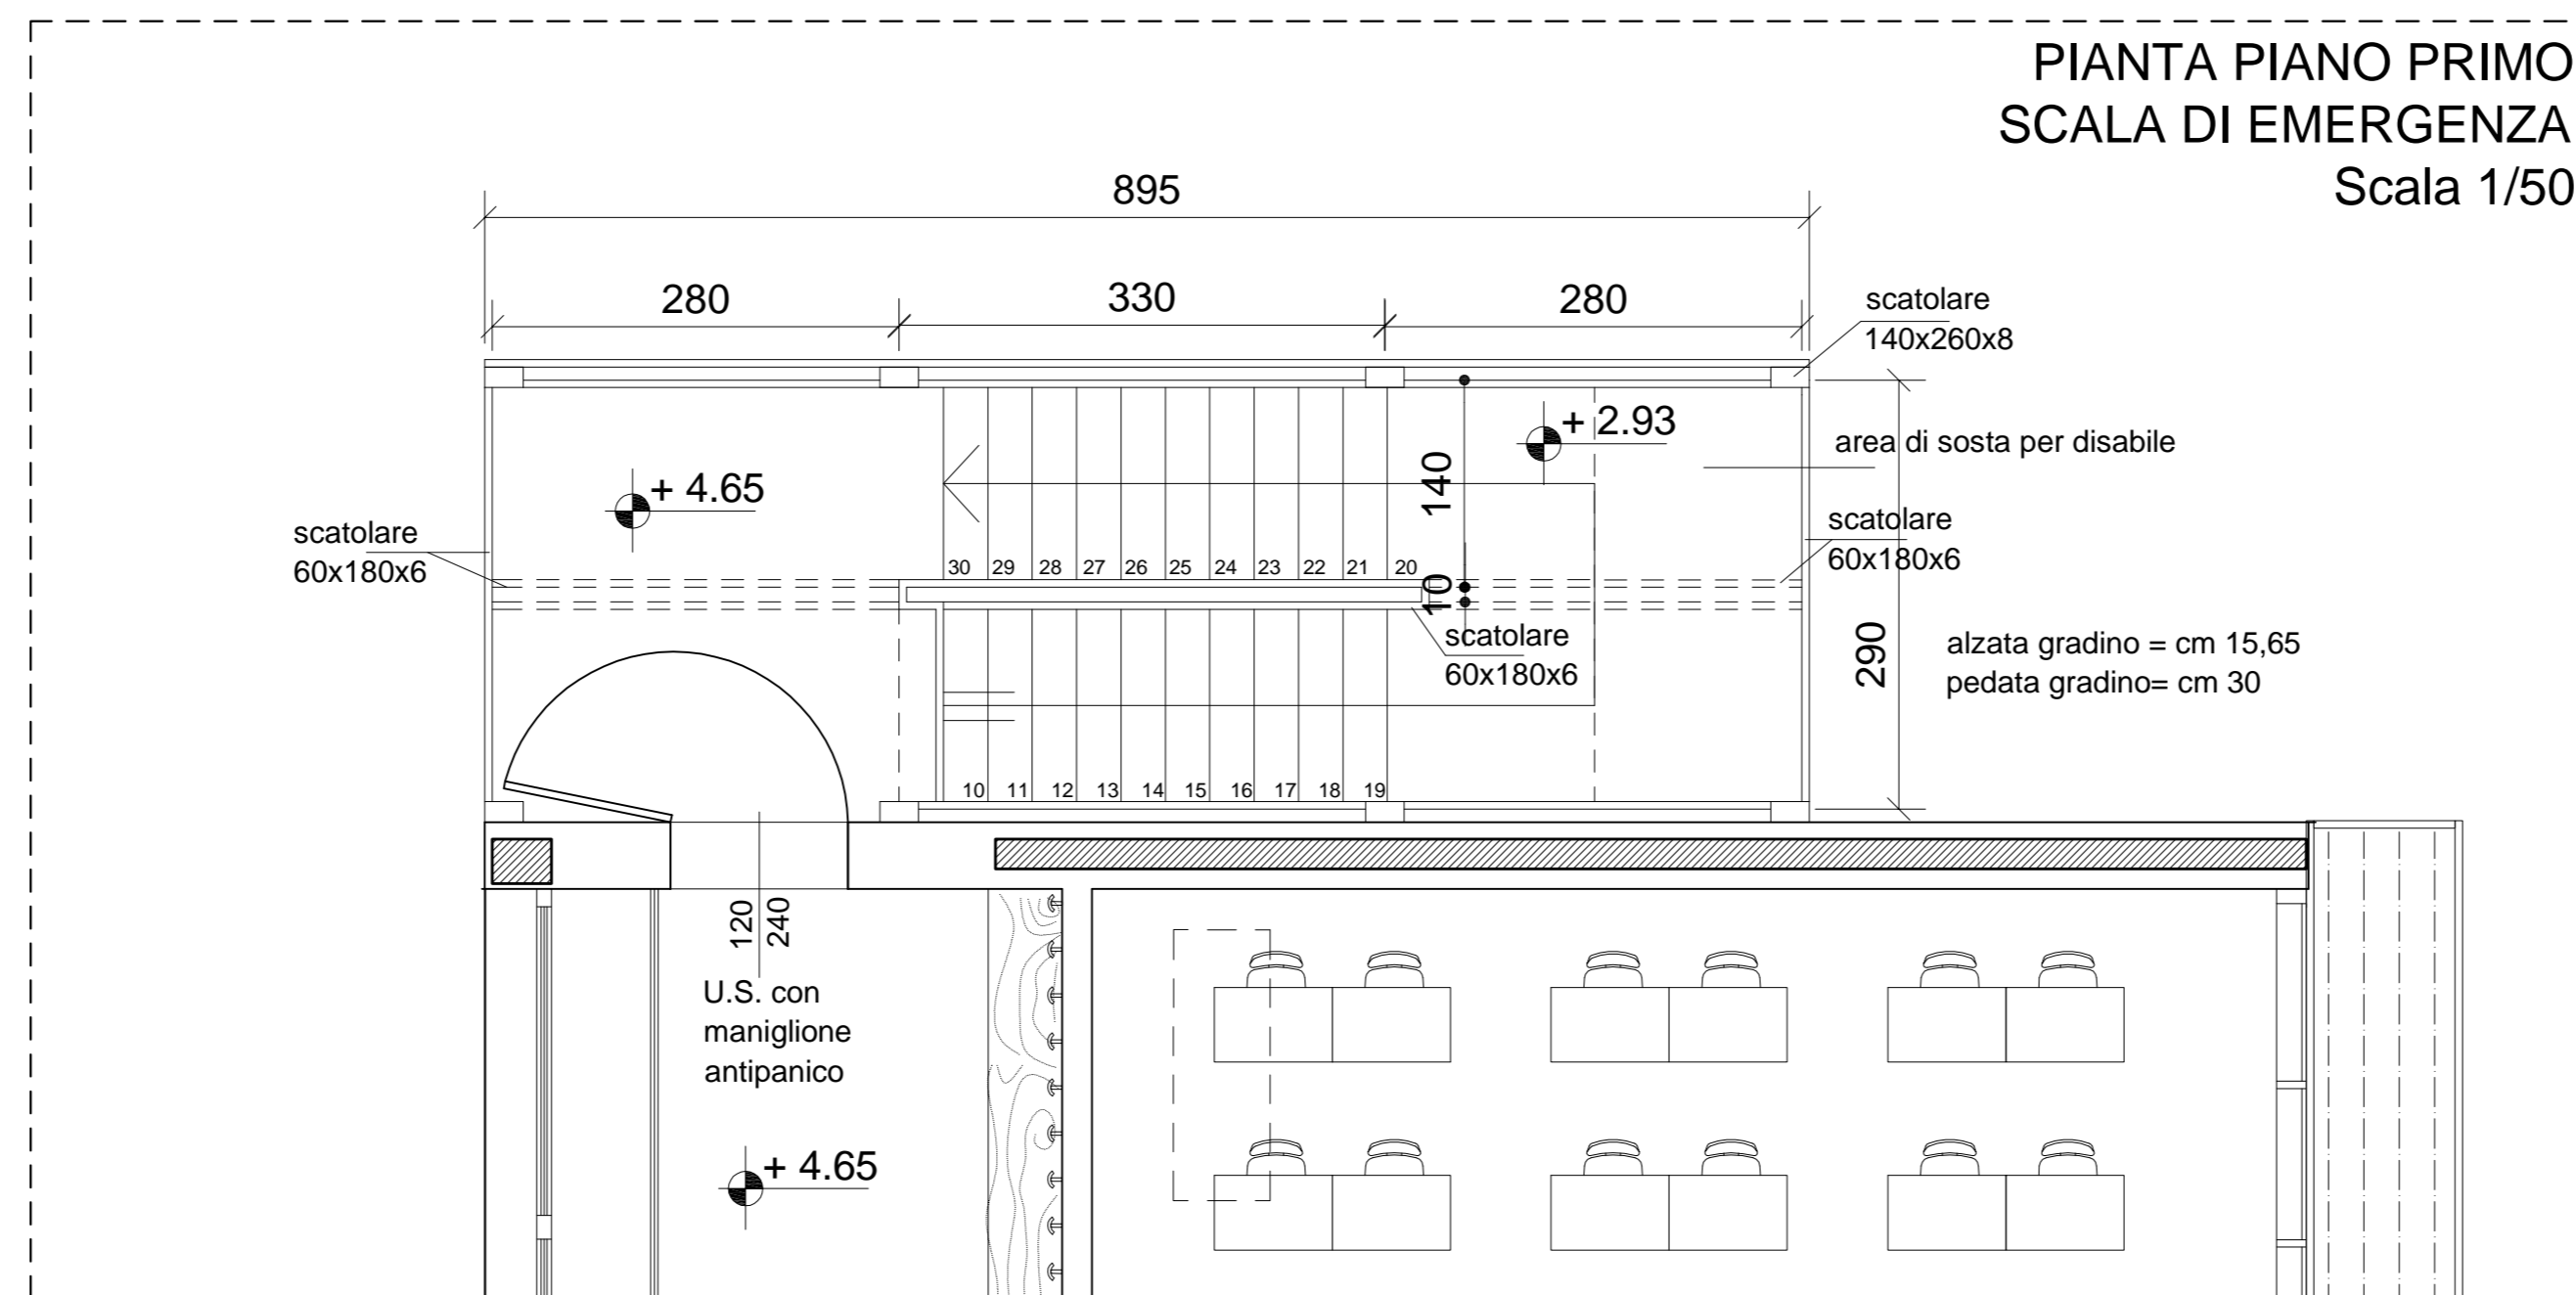 PIANTA PIANO PRIMO
SCALA DI EMERGENZA
Scala 1/50
895
280
330
280
scatolare
140x260x8
+ 2.93
area di sosta per disabile
140
+ 4.65
scatolare
60x180x6
scatolare
60x180x6
30 29 28 27 26 25 24 23 22 21 20
10
scatolare
60x180x6
290
alzata gradino = cm 15,65
pedata gradino= cm 30
10 11 12 13 14 15 16 17 18 19
120
240
U.S. con
maniglione
antipanico
+ 4.65